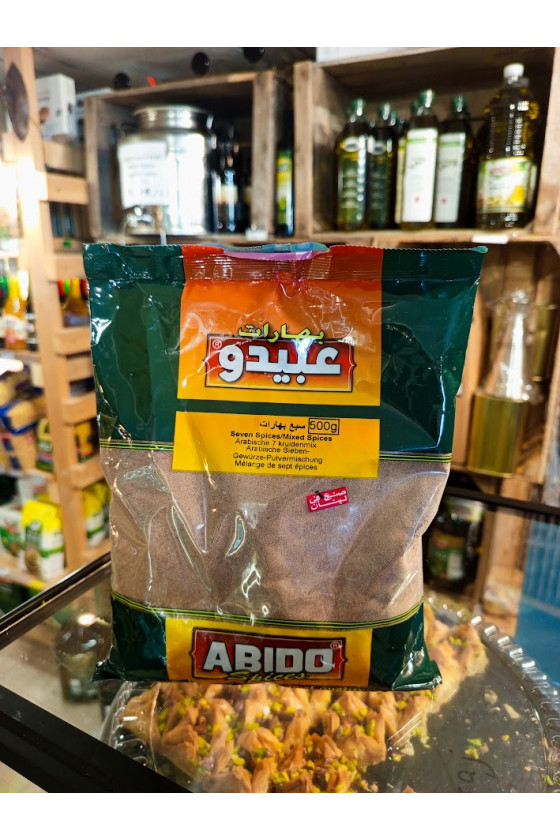 بهارات
عبيدو ®
سبع بهارات 500g
Seven Spices/Mixed Spices
Arabische 7 kruidenmix
Arabische Sieben-
Gewürze-Pulvermischung
Mélange de sept épices
صنع في
لبنان
ABIDO ®
Spices